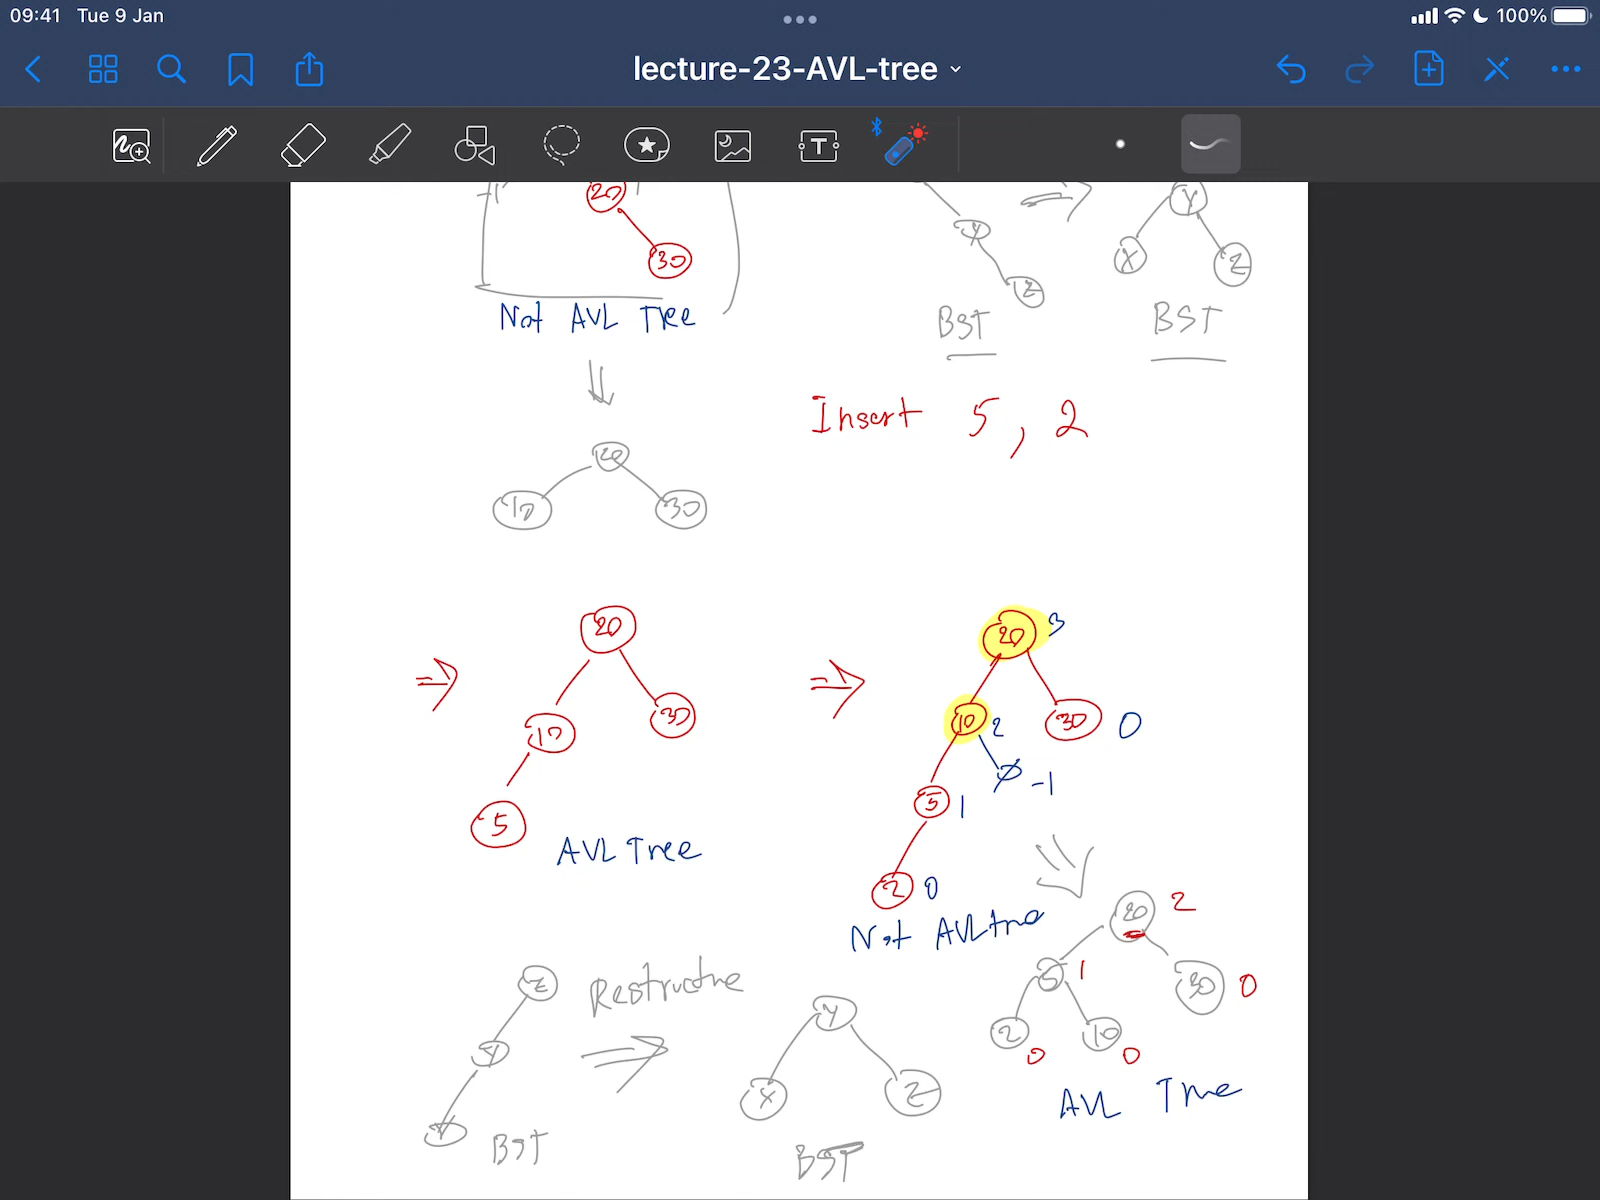 09:41 Tue 9 Jan
100%
lecture-23-AVL-tree
T
-1
20
1
30
Not AVL Tree
Y
Z
BST
Y
X
Z
BST
Insert 5, 2
20
10
30
20
10
30
5
AVL Tree
20 3
10 2
30 0
5 1
∅ -1
2 0
Not AVL tree
20 2
5 1
30 0
2 0
10 0
AVL Tree
Z
Y
BST
Restructure
Y
X
Z
BST